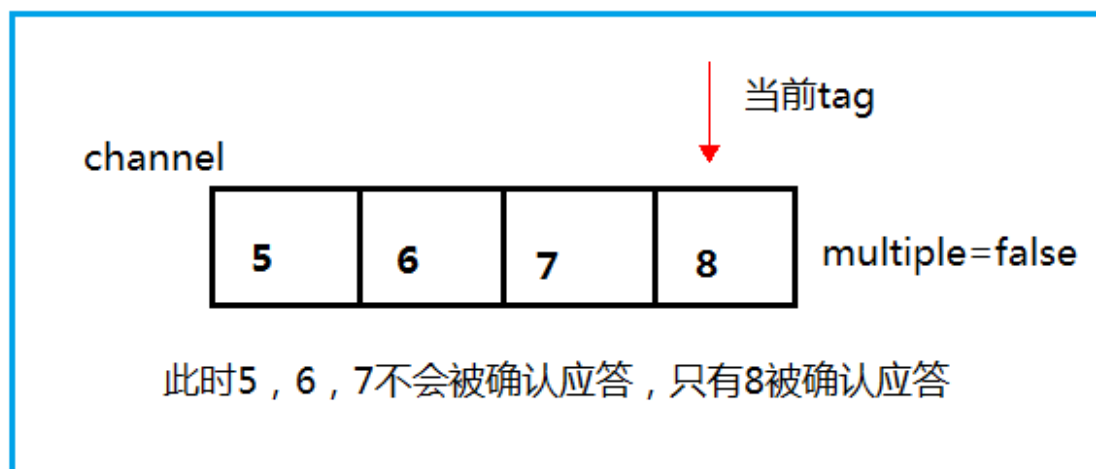 当前tag
channel
5 6 7 8
multiple=false
此时5，6，7不会被确认应答，只有8被确认应答